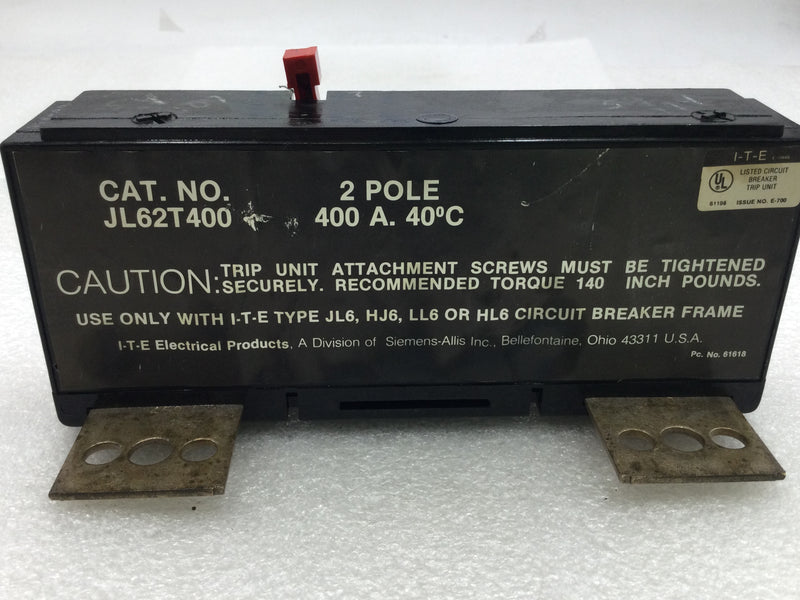 I-T-E
LISTED CIRCUIT
BREAKER
TRIP UNIT
UL
61198 ISSUE NO. E-700
CAT. NO. 2 POLE
JL62T400 400 A. 40ºC
CAUTION: TRIP UNIT ATTACHMENT SCREWS MUST BE TIGHTENED
SECURELY. RECOMMENDED TORQUE 140 INCH POUNDS.
USE ONLY WITH I-T-E TYPE JL6, HJ6, LL6 OR HL6 CIRCUIT BREAKER FRAME
I-T-E Electrical Products, A Division of Siemens-Allis Inc., Bellefontaine, Ohio 43311 U.S.A.
Pc. No. 61618